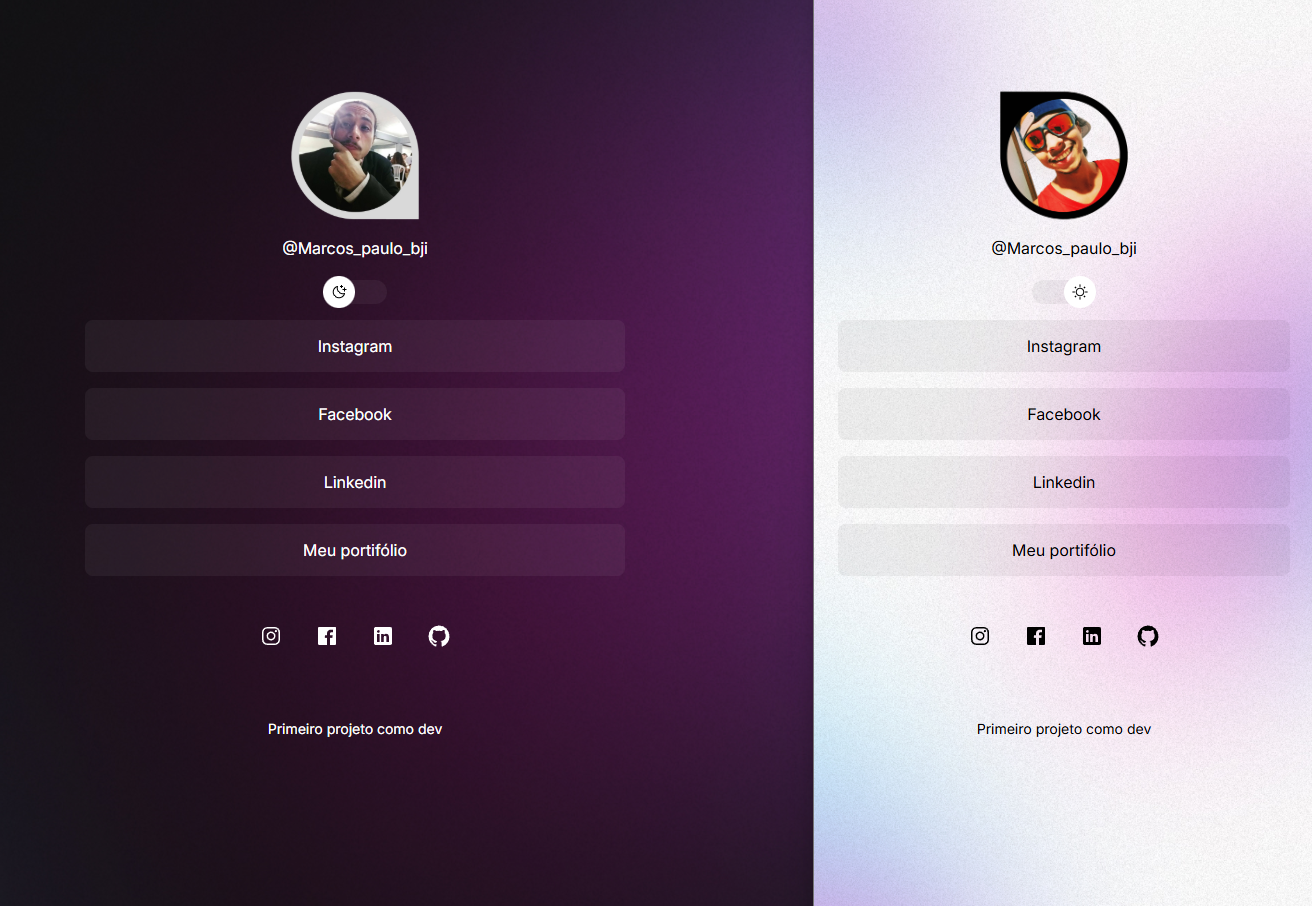 @Marcos_paulo_bji
Instagram
Facebook
Linkedin
Meu portifólio
Primeiro projeto como dev
@Marcos_paulo_bji
Instagram
Facebook
Linkedin
Meu portifólio
Primeiro projeto como dev